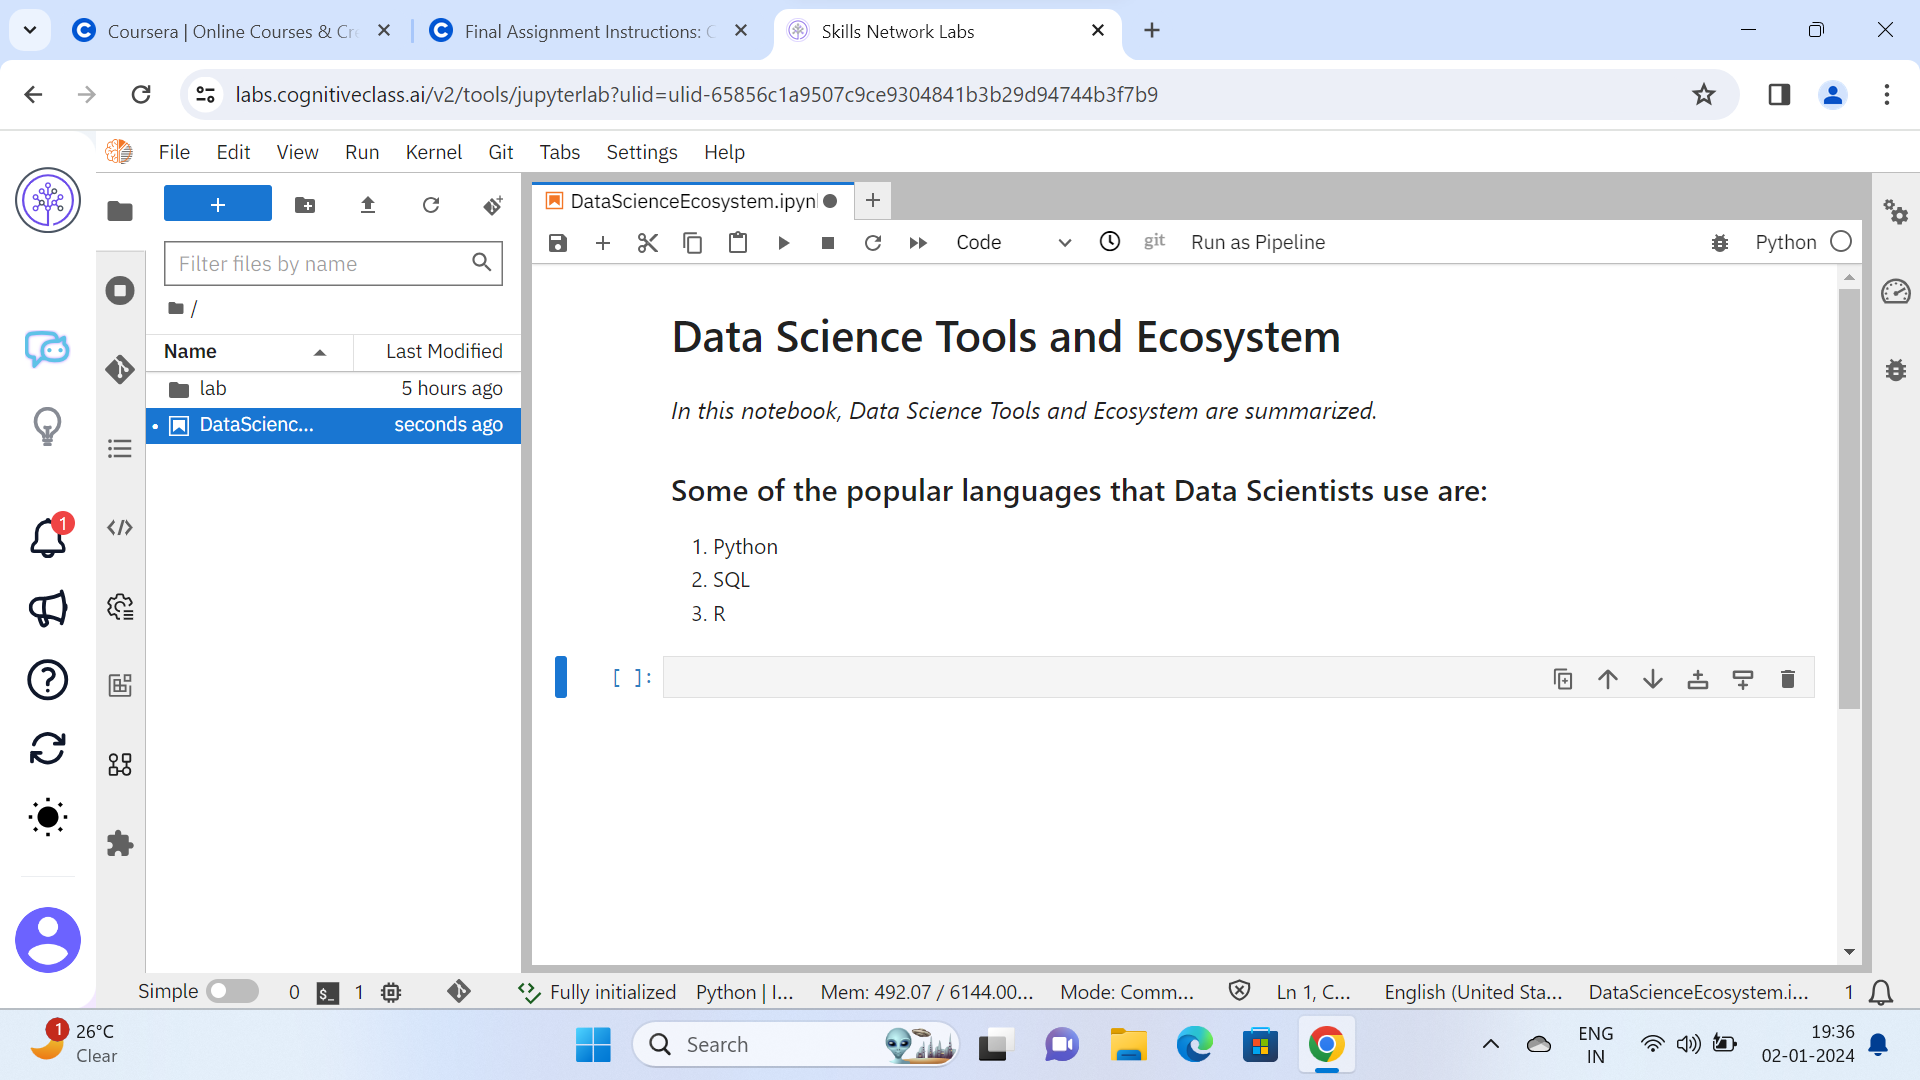 Coursera | Online Courses & Cre
Final Assignment Instructions: C
Skills Network Labs
labs.cognitiveclass.ai/v2/tools/jupyterlab?ulid=ulid-65856c1a9507c9ce9304841b3b29d94744b3f7b9
File Edit View Run Kernel Git Tabs Settings Help
DataScienceEcosystem.ipyn
Filter files by name
Code
git
Run as Pipeline
Python
/
Name
Last Modified
lab
5 hours ago
DataScienc...
seconds ago
Data Science Tools and Ecosystem
In this notebook, Data Science Tools and Ecosystem are summarized.
Some of the popular languages that Data Scientists use are:
1. Python
2. SQL
3. R
[ ]:
1
Simple
0
$_
1
Fully initialized
Python | I...
Mem: 492.07 / 6144.00...
Mode: Comm...
Ln 1, C...
English (United Sta...
DataScienceEcosystem.i...
1
1
26°C
Clear
Search
ENG
IN
19:36
02-01-2024